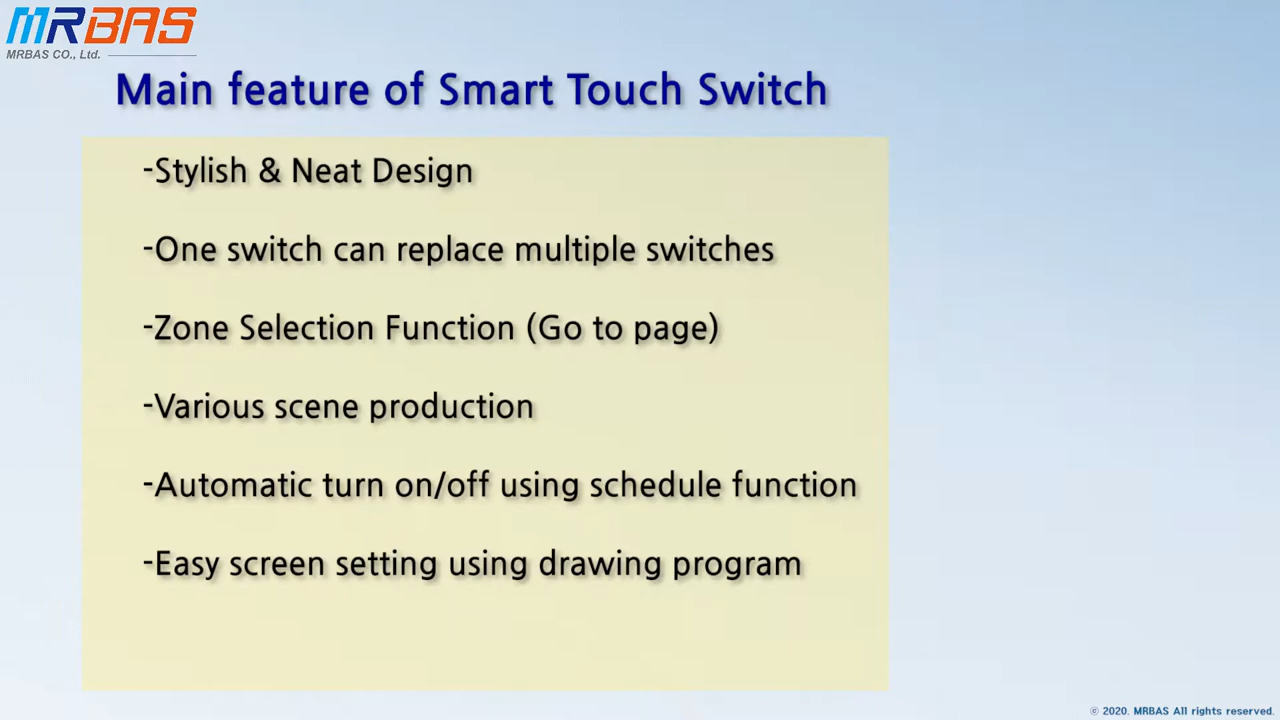 MRBAS
MRBAS CO., Ltd.
Main feature of Smart Touch Switch
-Stylish & Neat Design
-One switch can replace multiple switches
-Zone Selection Function (Go to page)
-Various scene production
-Automatic turn on/off using schedule function
-Easy screen setting using drawing program
© 2020. MRBAS All rights reserved.